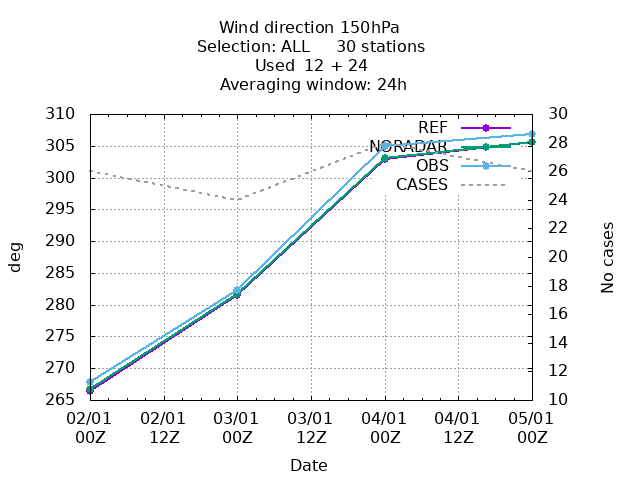 Wind direction 150hPa
Selection: ALL 30 stations
Used 12 + 24
Averaging window: 24h
310
305
300
295
290
285
280
275
270
265
deg
30
28
26
24
22
20
18
16
14
12
10
No cases
REF
NORADAR
OBS
CASES
02/01 02/01 03/01 03/01 04/01 04/01 05/01
00Z 12Z 00Z 12Z 00Z 12Z 00Z
Date